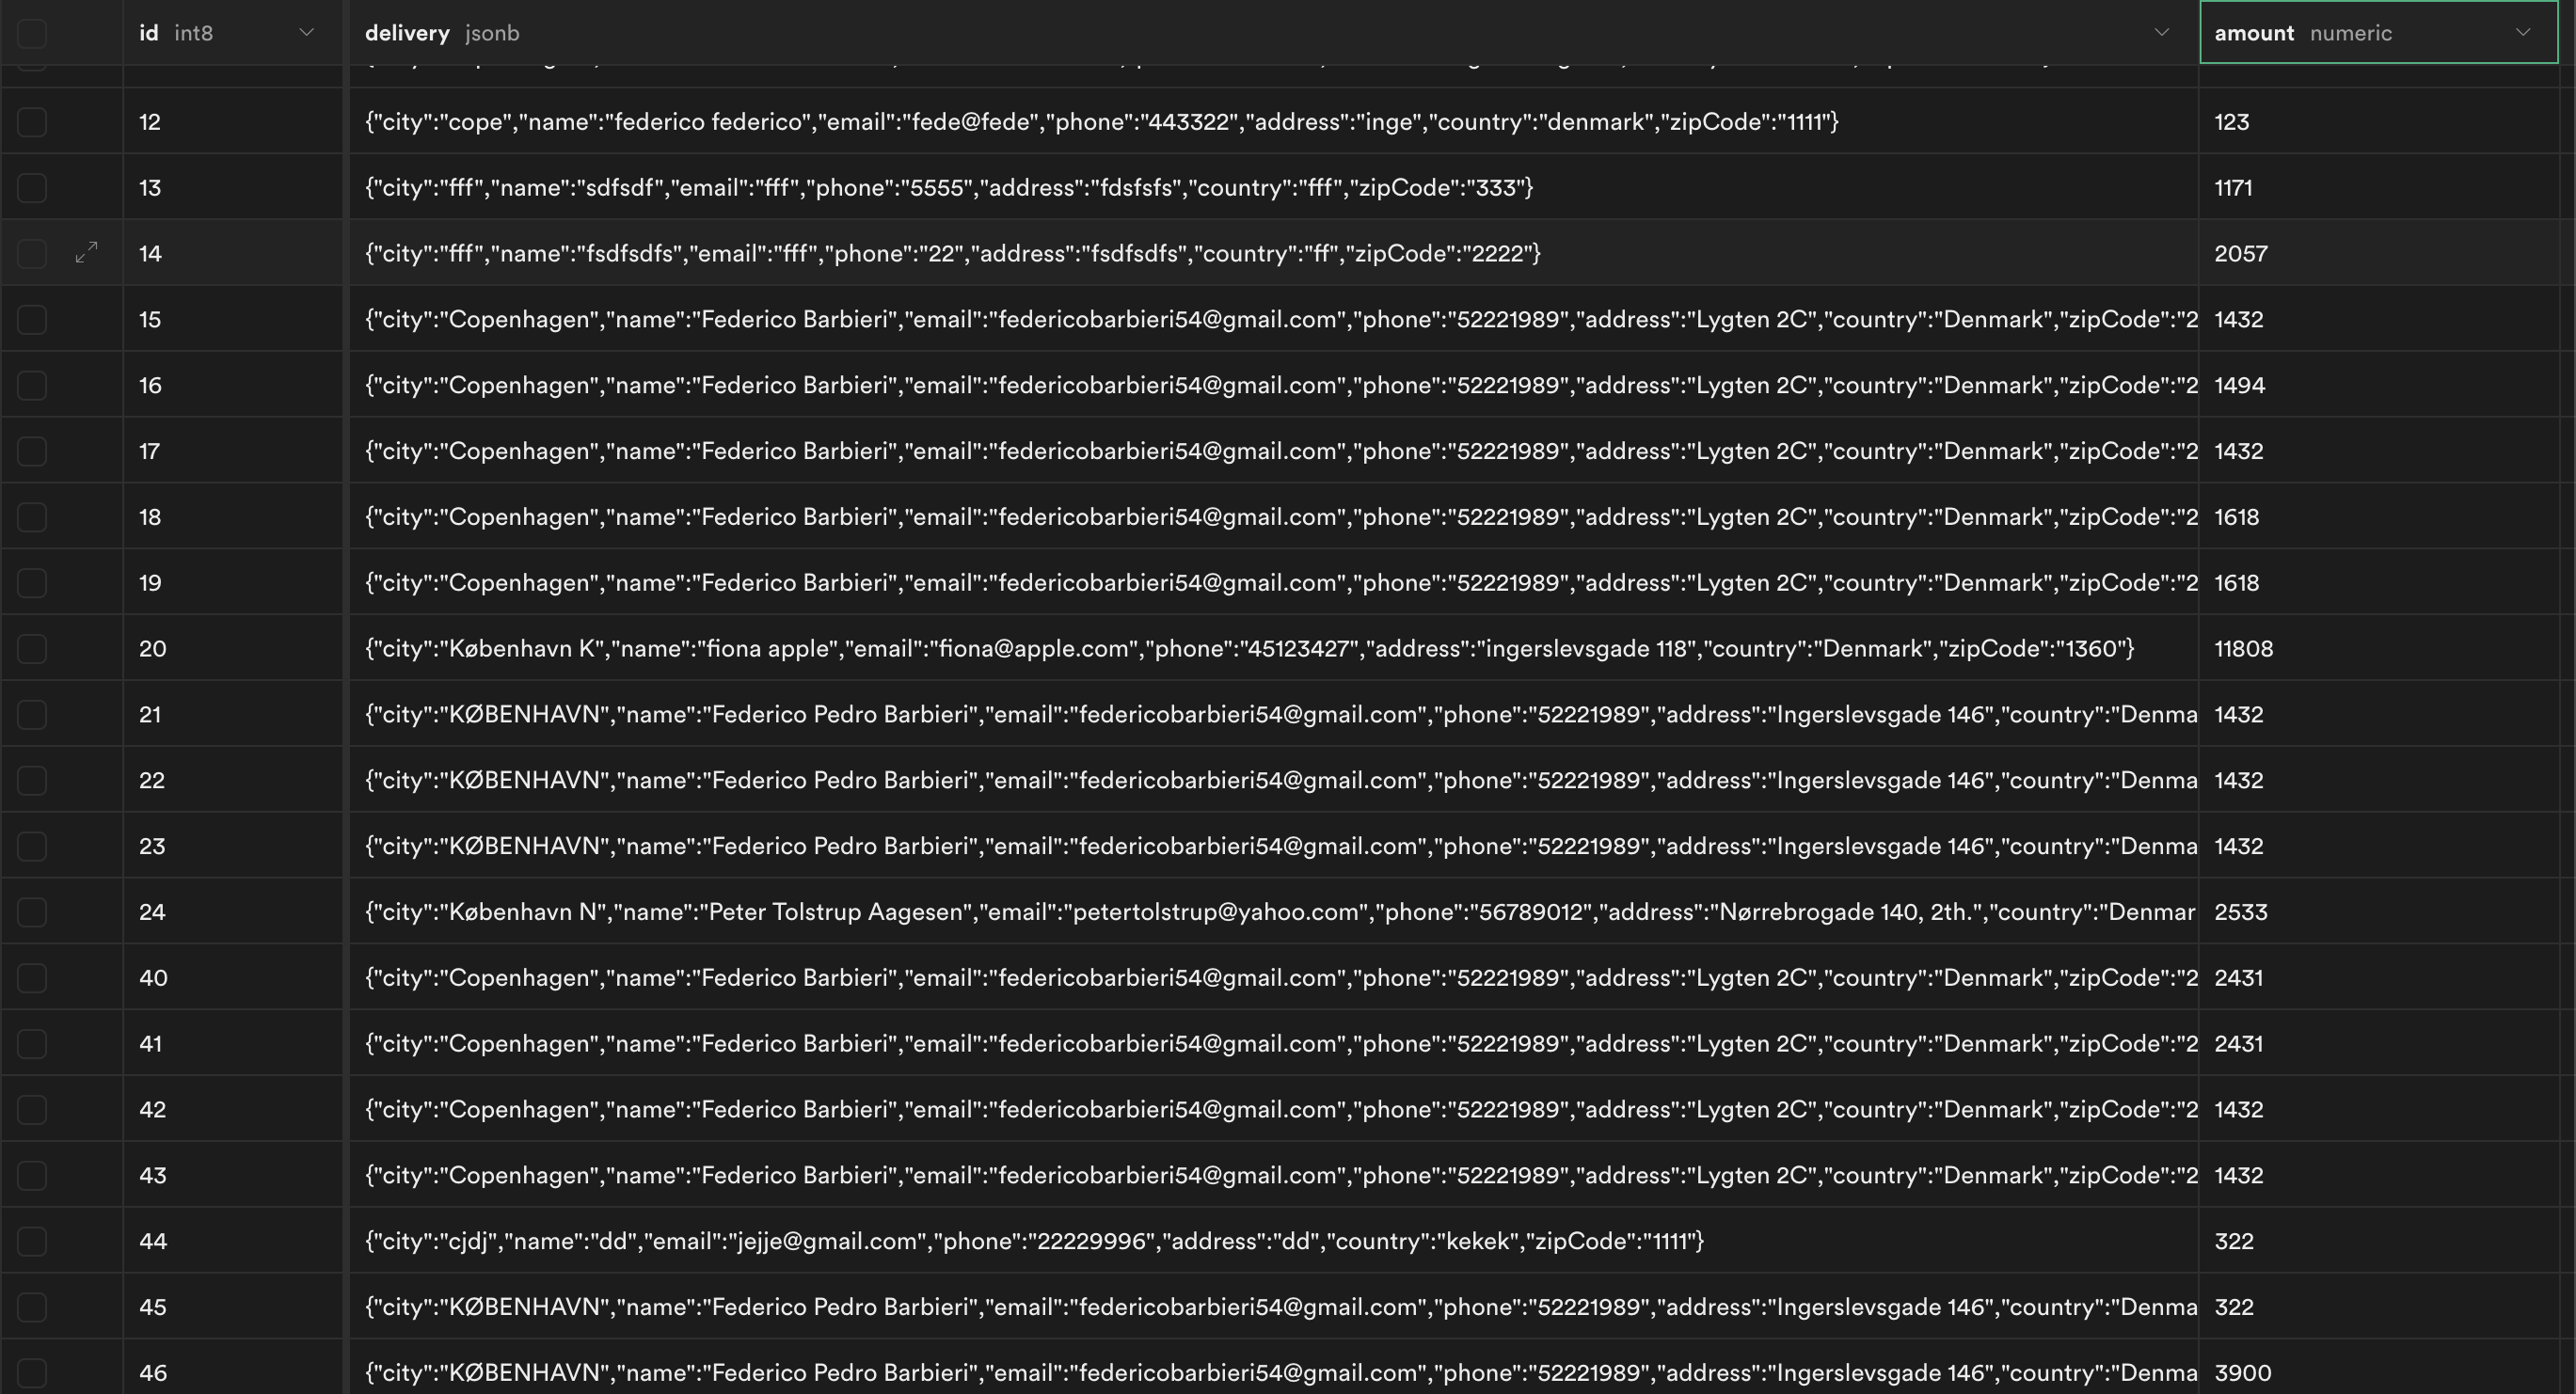 id int8 delivery jsonb amount numeric
12 {"city":"cope","name":"federico federico","email":"fede@fede","phone":"443322","address":"inge","country":"denmark","zipCode":"1111"} 123
13 {"city":"fff","name":"sdfsdf","email":"fff","phone":"5555","address":"fdsfsfs","country":"fff","zipCode":"333"} 1171
14 {"city":"fff","name":"fsdfsdfs","email":"fff","phone":"22","address":"fsdfsdfs","country":"ff","zipCode":"2222"} 2057
15 {"city":"Copenhagen","name":"Federico Barbieri","email":"federicobarbieri54@gmail.com","phone":"52221989","address":"Lygten 2C","country":"Denmark","zipCode":"2 1432
16 {"city":"Copenhagen","name":"Federico Barbieri","email":"federicobarbieri54@gmail.com","phone":"52221989","address":"Lygten 2C","country":"Denmark","zipCode":"2 1494
17 {"city":"Copenhagen","name":"Federico Barbieri","email":"federicobarbieri54@gmail.com","phone":"52221989","address":"Lygten 2C","country":"Denmark","zipCode":"2 1432
18 {"city":"Copenhagen","name":"Federico Barbieri","email":"federicobarbieri54@gmail.com","phone":"52221989","address":"Lygten 2C","country":"Denmark","zipCode":"2 1618
19 {"city":"Copenhagen","name":"Federico Barbieri","email":"federicobarbieri54@gmail.com","phone":"52221989","address":"Lygten 2C","country":"Denmark","zipCode":"2 1618
20 {"city":"København K","name":"fiona apple","email":"fiona@apple.com","phone":"45123427","address":"ingerslevsgade 118","country":"Denmark","zipCode":"1360"} 11808
21 {"city":"KØBENHAVN","name":"Federico Pedro Barbieri","email":"federicobarbieri54@gmail.com","phone":"52221989","address":"Ingerslevsgade 146","country":"Denma 1432
22 {"city":"KØBENHAVN","name":"Federico Pedro Barbieri","email":"federicobarbieri54@gmail.com","phone":"52221989","address":"Ingerslevsgade 146","country":"Denma 1432
23 {"city":"KØBENHAVN","name":"Federico Pedro Barbieri","email":"federicobarbieri54@gmail.com","phone":"52221989","address":"Ingerslevsgade 146","country":"Denma 1432
24 {"city":"København N","name":"Peter Tolstrup Aagesen","email":"petertolstrup@yahoo.com","phone":"56789012","address":"Nørrebrogade 140, 2th.","country":"Denmar 2533
40 {"city":"Copenhagen","name":"Federico Barbieri","email":"federicobarbieri54@gmail.com","phone":"52221989","address":"Lygten 2C","country":"Denmark","zipCode":"2 2431
41 {"city":"Copenhagen","name":"Federico Barbieri","email":"federicobarbieri54@gmail.com","phone":"52221989","address":"Lygten 2C","country":"Denmark","zipCode":"2 2431
42 {"city":"Copenhagen","name":"Federico Barbieri","email":"federicobarbieri54@gmail.com","phone":"52221989","address":"Lygten 2C","country":"Denmark","zipCode":"2 1432
43 {"city":"Copenhagen","name":"Federico Barbieri","email":"federicobarbieri54@gmail.com","phone":"52221989","address":"Lygten 2C","country":"Denmark","zipCode":"2 1432
44 {"city":"cjdj","name":"dd","email":"jejje@gmail.com","phone":"22229996","address":"dd","country":"kekek","zipCode":"1111"} 322
45 {"city":"KØBENHAVN","name":"Federico Pedro Barbieri","email":"federicobarbieri54@gmail.com","phone":"52221989","address":"Ingerslevsgade 146","country":"Denma 322
46 {"city":"KØBENHAVN","name":"Federico Pedro Barbieri","email":"federicobarbieri54@gmail.com","phone":"52221989","address":"Ingerslevsgade 146","country":"Denma 3900